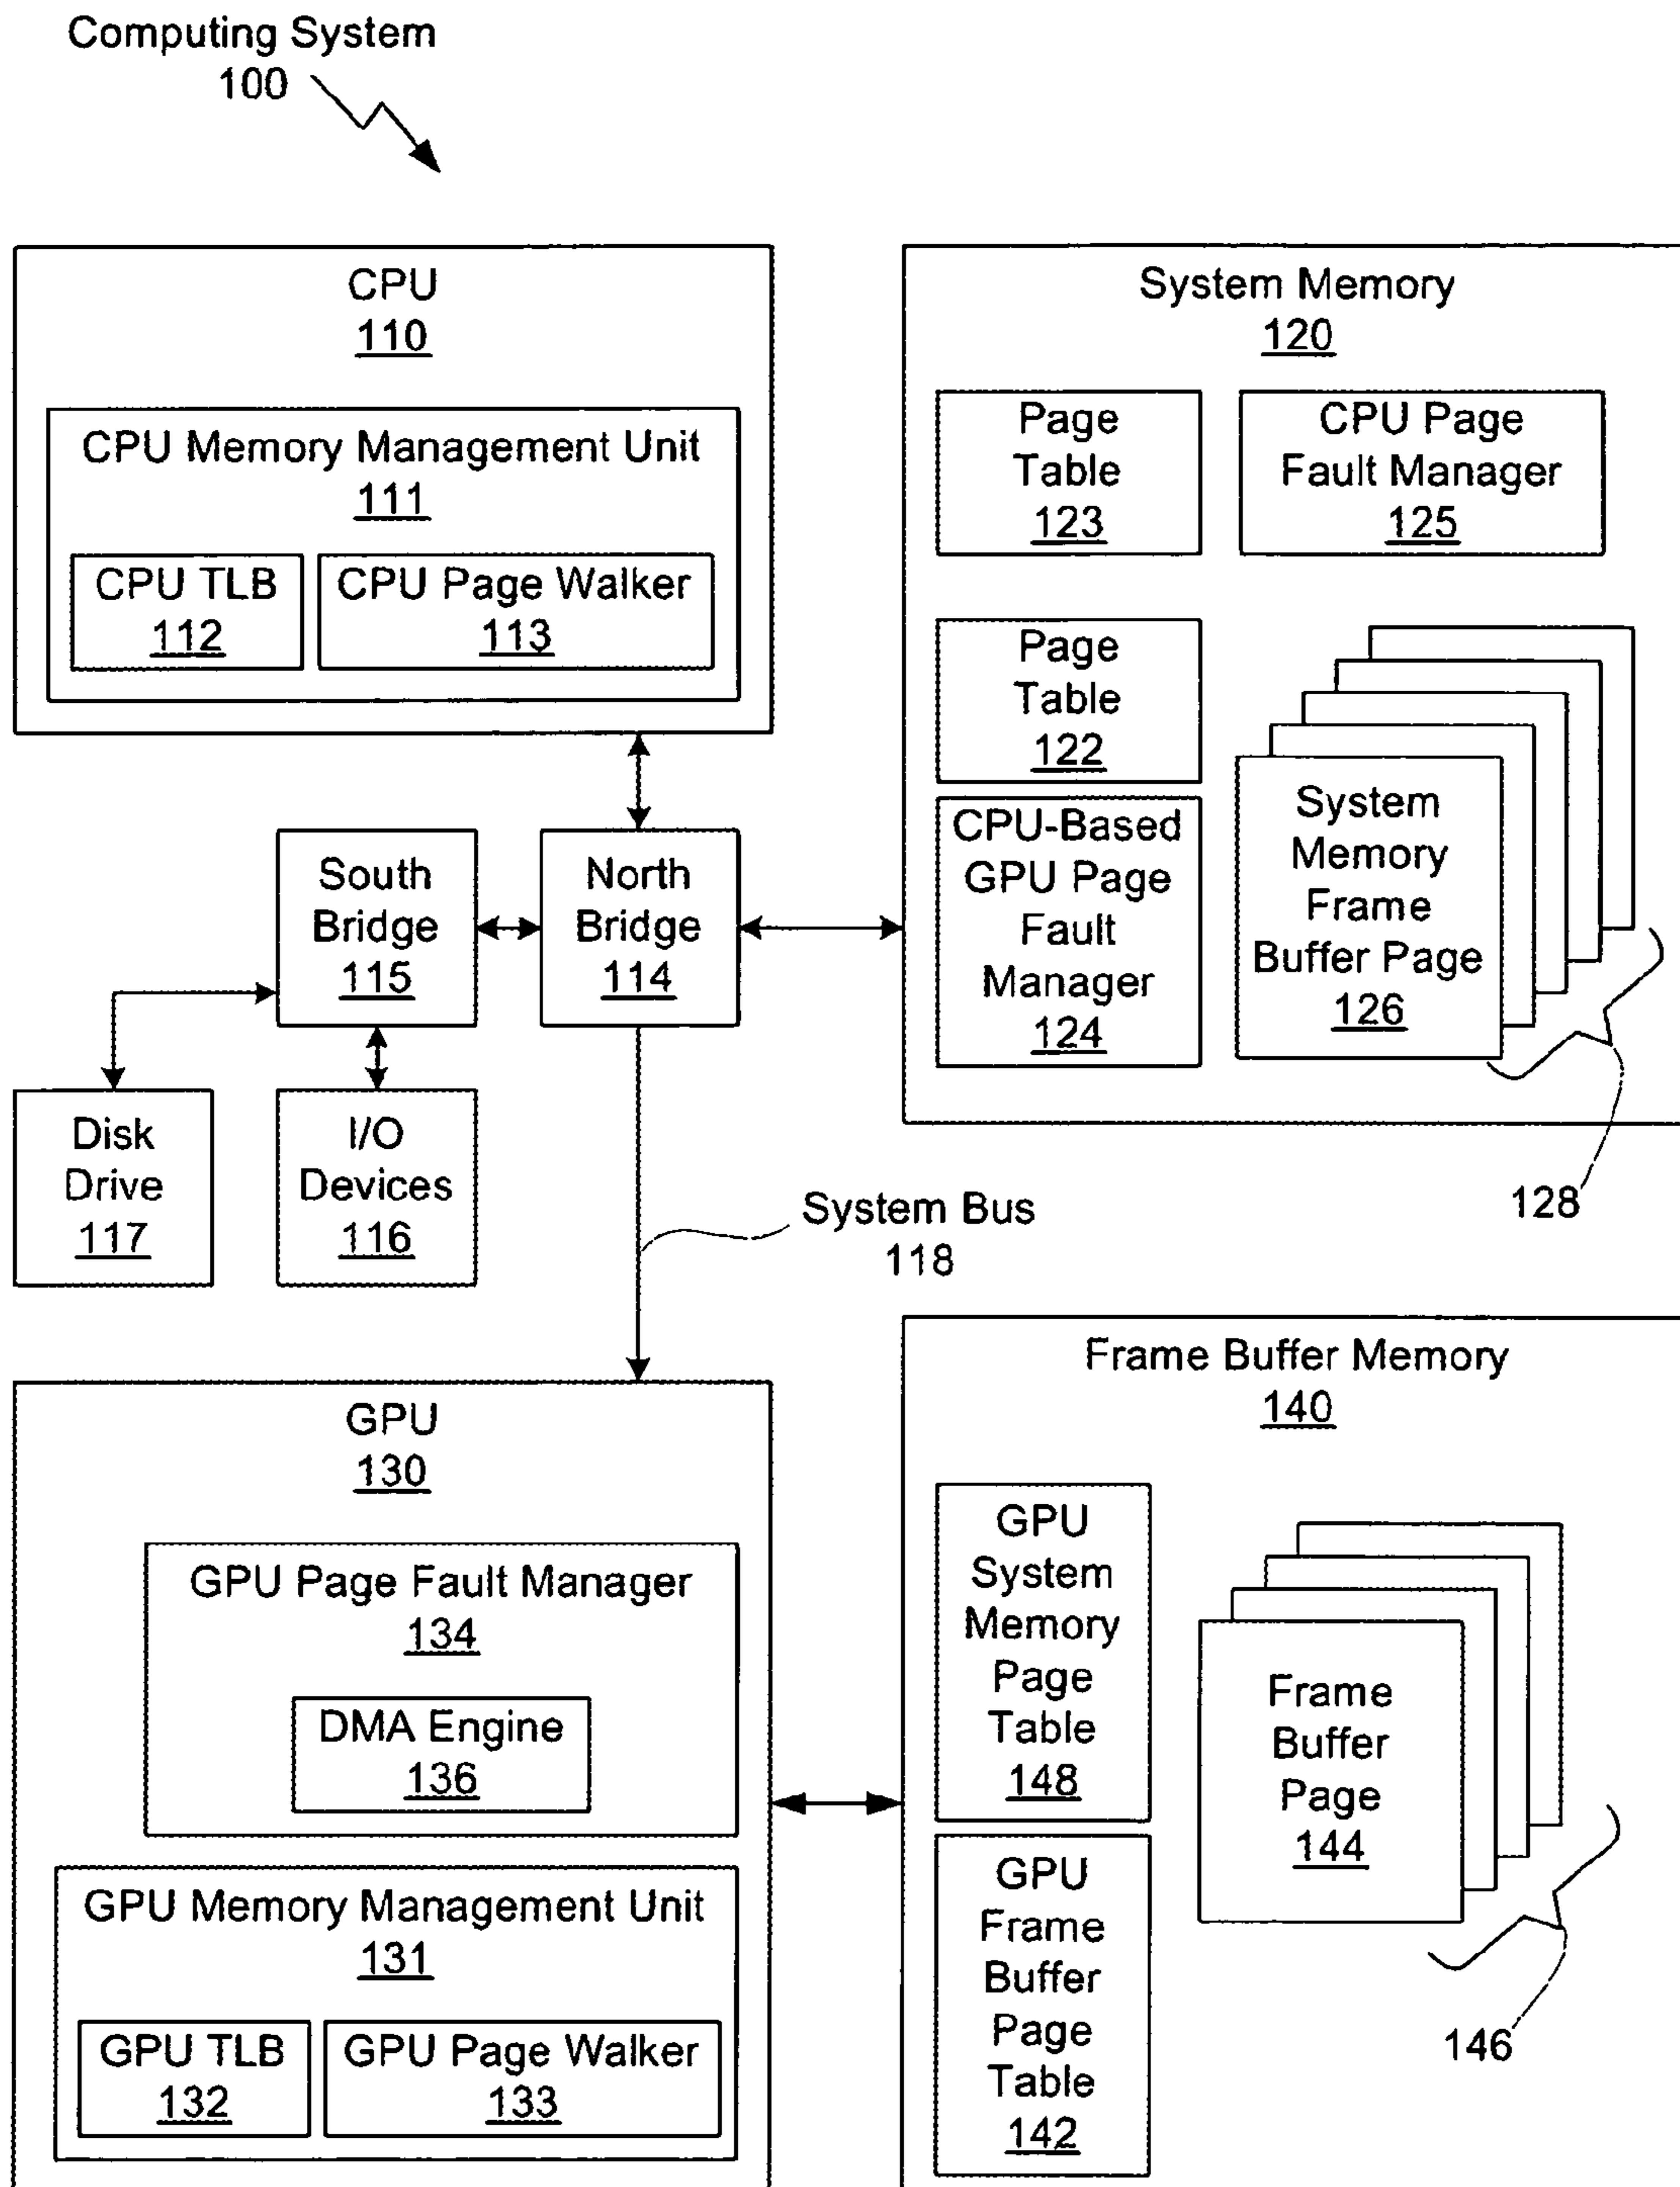 Computing System
100
CPU
110
CPU Memory Management Unit
111
CPU TLB
112
CPU Page Walker
113
System Memory
120
Page
Table
123
CPU Page
Fault Manager
125
Page
Table
122
CPU-Based
GPU Page
Fault
Manager
124
System
Memory
Frame
Buffer Page
126
128
South
Bridge
115
North
Bridge
114
Disk
Drive
117
I/O
Devices
116
System Bus
118
GPU
130
GPU Page Fault Manager
134
DMA Engine
136
GPU Memory Management Unit
131
GPU TLB
132
GPU Page Walker
133
Frame Buffer Memory
140
GPU
System
Memory
Page
Table
148
Frame
Buffer
Page
144
GPU
Frame
Buffer
Page
Table
142
146